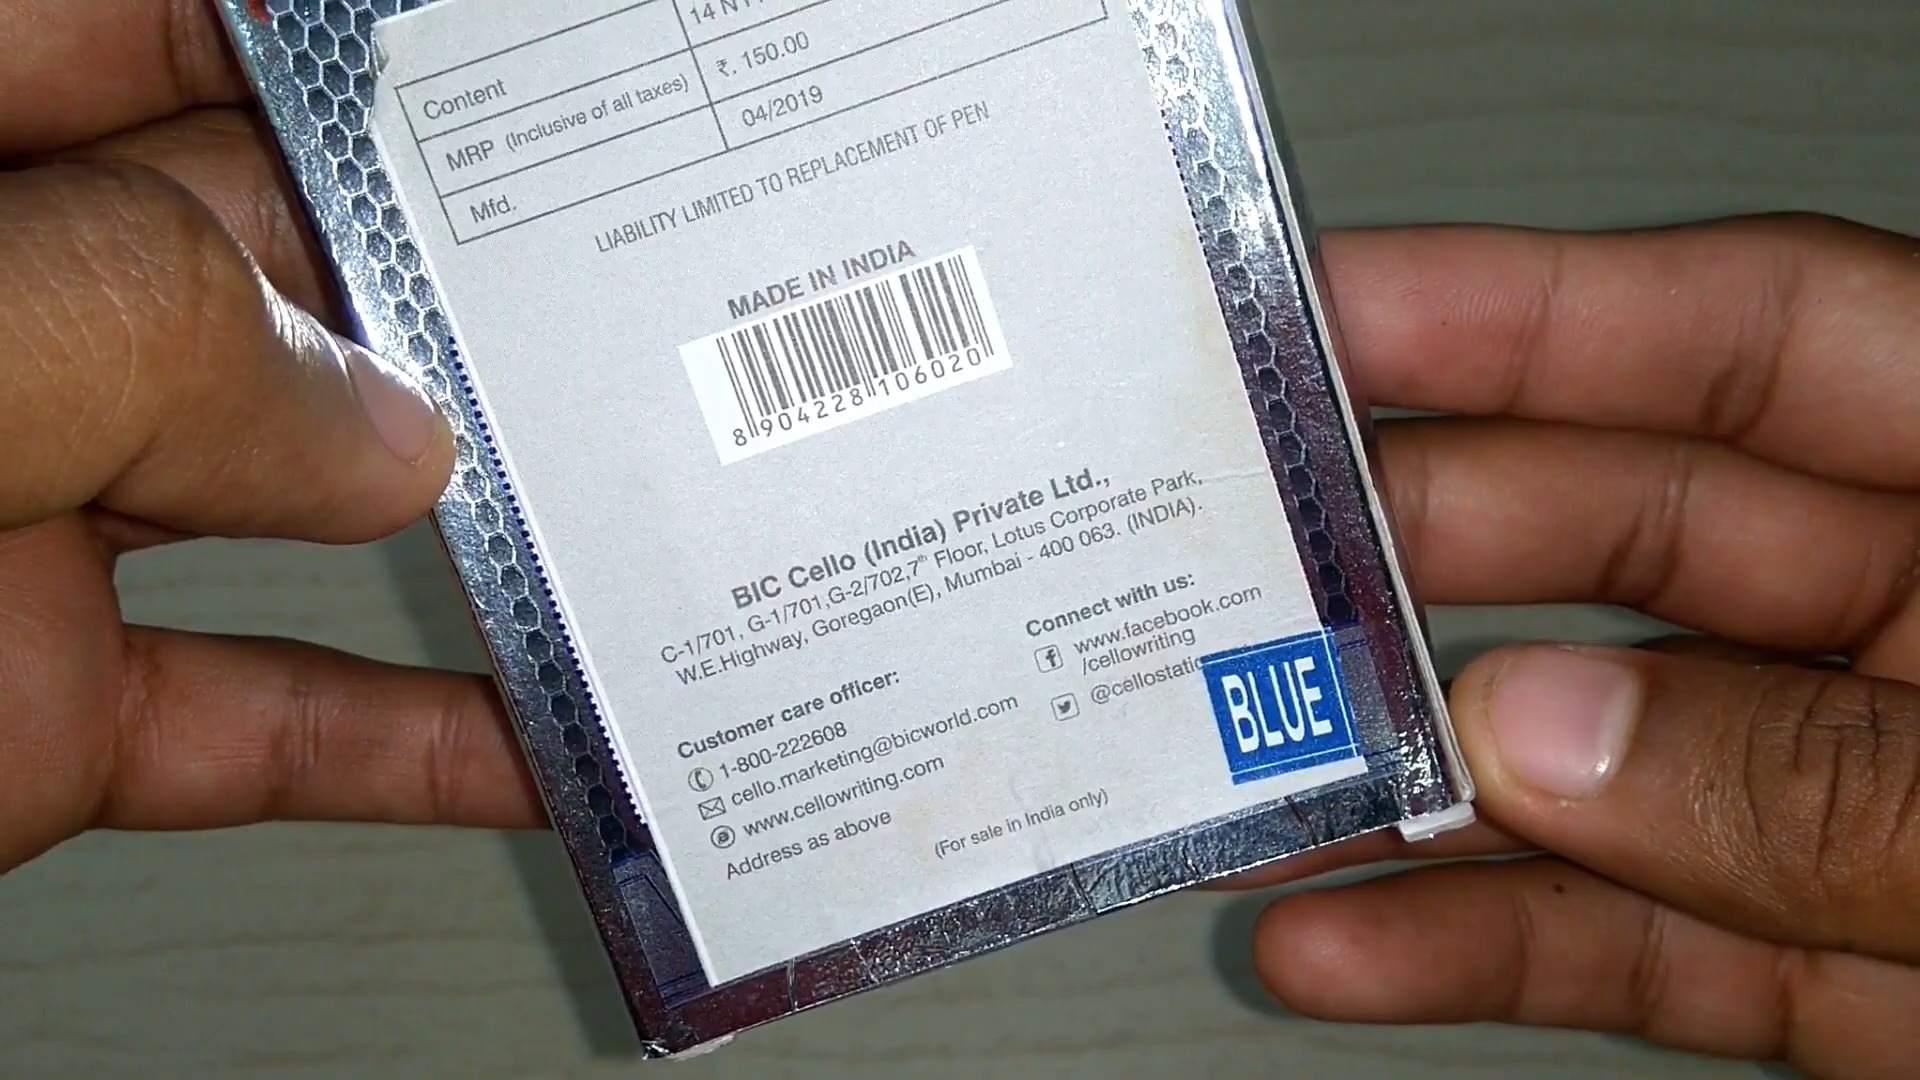 Content
14 N
MRP (Inclusive of all taxes)
₹. 150.00
Mfd.
04/2019
LIABILITY LIMITED TO REPLACEMENT OF PEN
MADE IN INDIA
8 904228 106020
BIC Cello (India) Private Ltd.,
C-1/701, G-1/701,G-2/702,7th Floor, Lotus Corporate Park,
W.E.Highway, Goregaon(E), Mumbai - 400 063. (INDIA).
Customer care officer:
1-800-222608
cello.marketing@bicworld.com
www.cellowriting.com
Address as above
Connect with us:
www.facebook.com
/cellowriting
@cellostatio
BLUE
(For sale in India only)